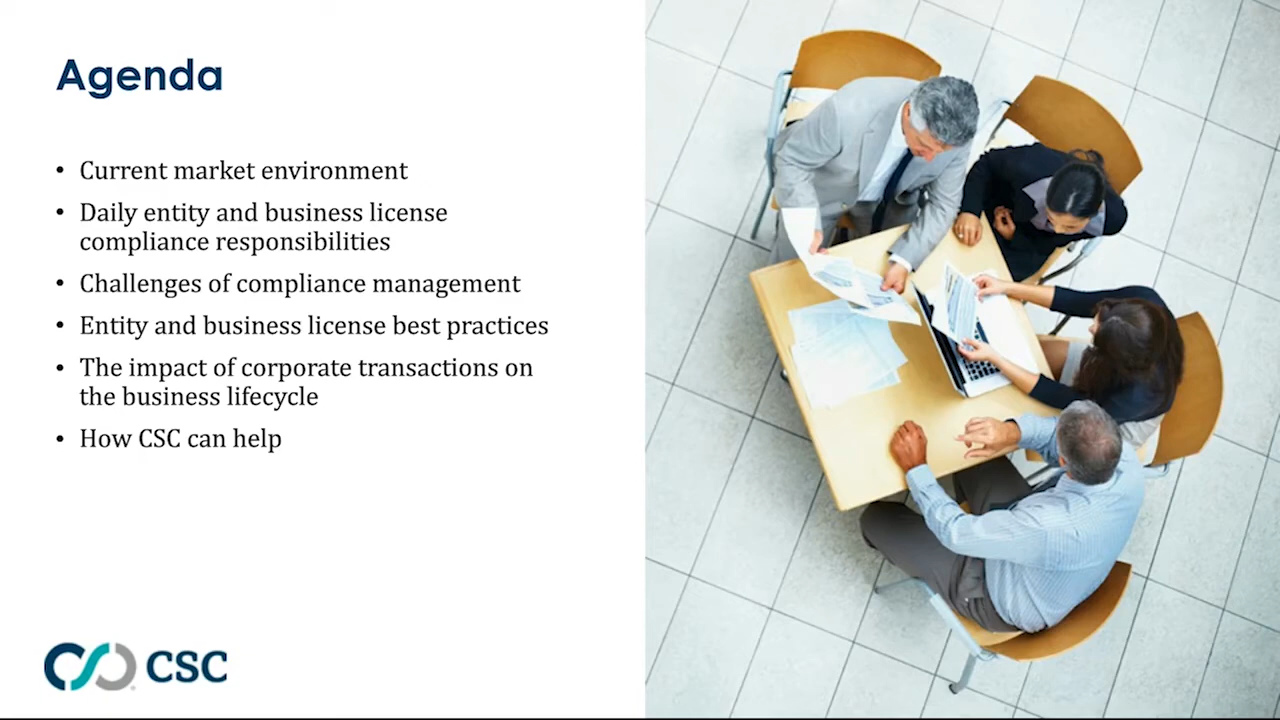 Agenda
• Current market environment
• Daily entity and business license
compliance responsibilities
• Challenges of compliance management
• Entity and business license best practices
• The impact of corporate transactions on
the business lifecycle
• How CSC can help
CSC